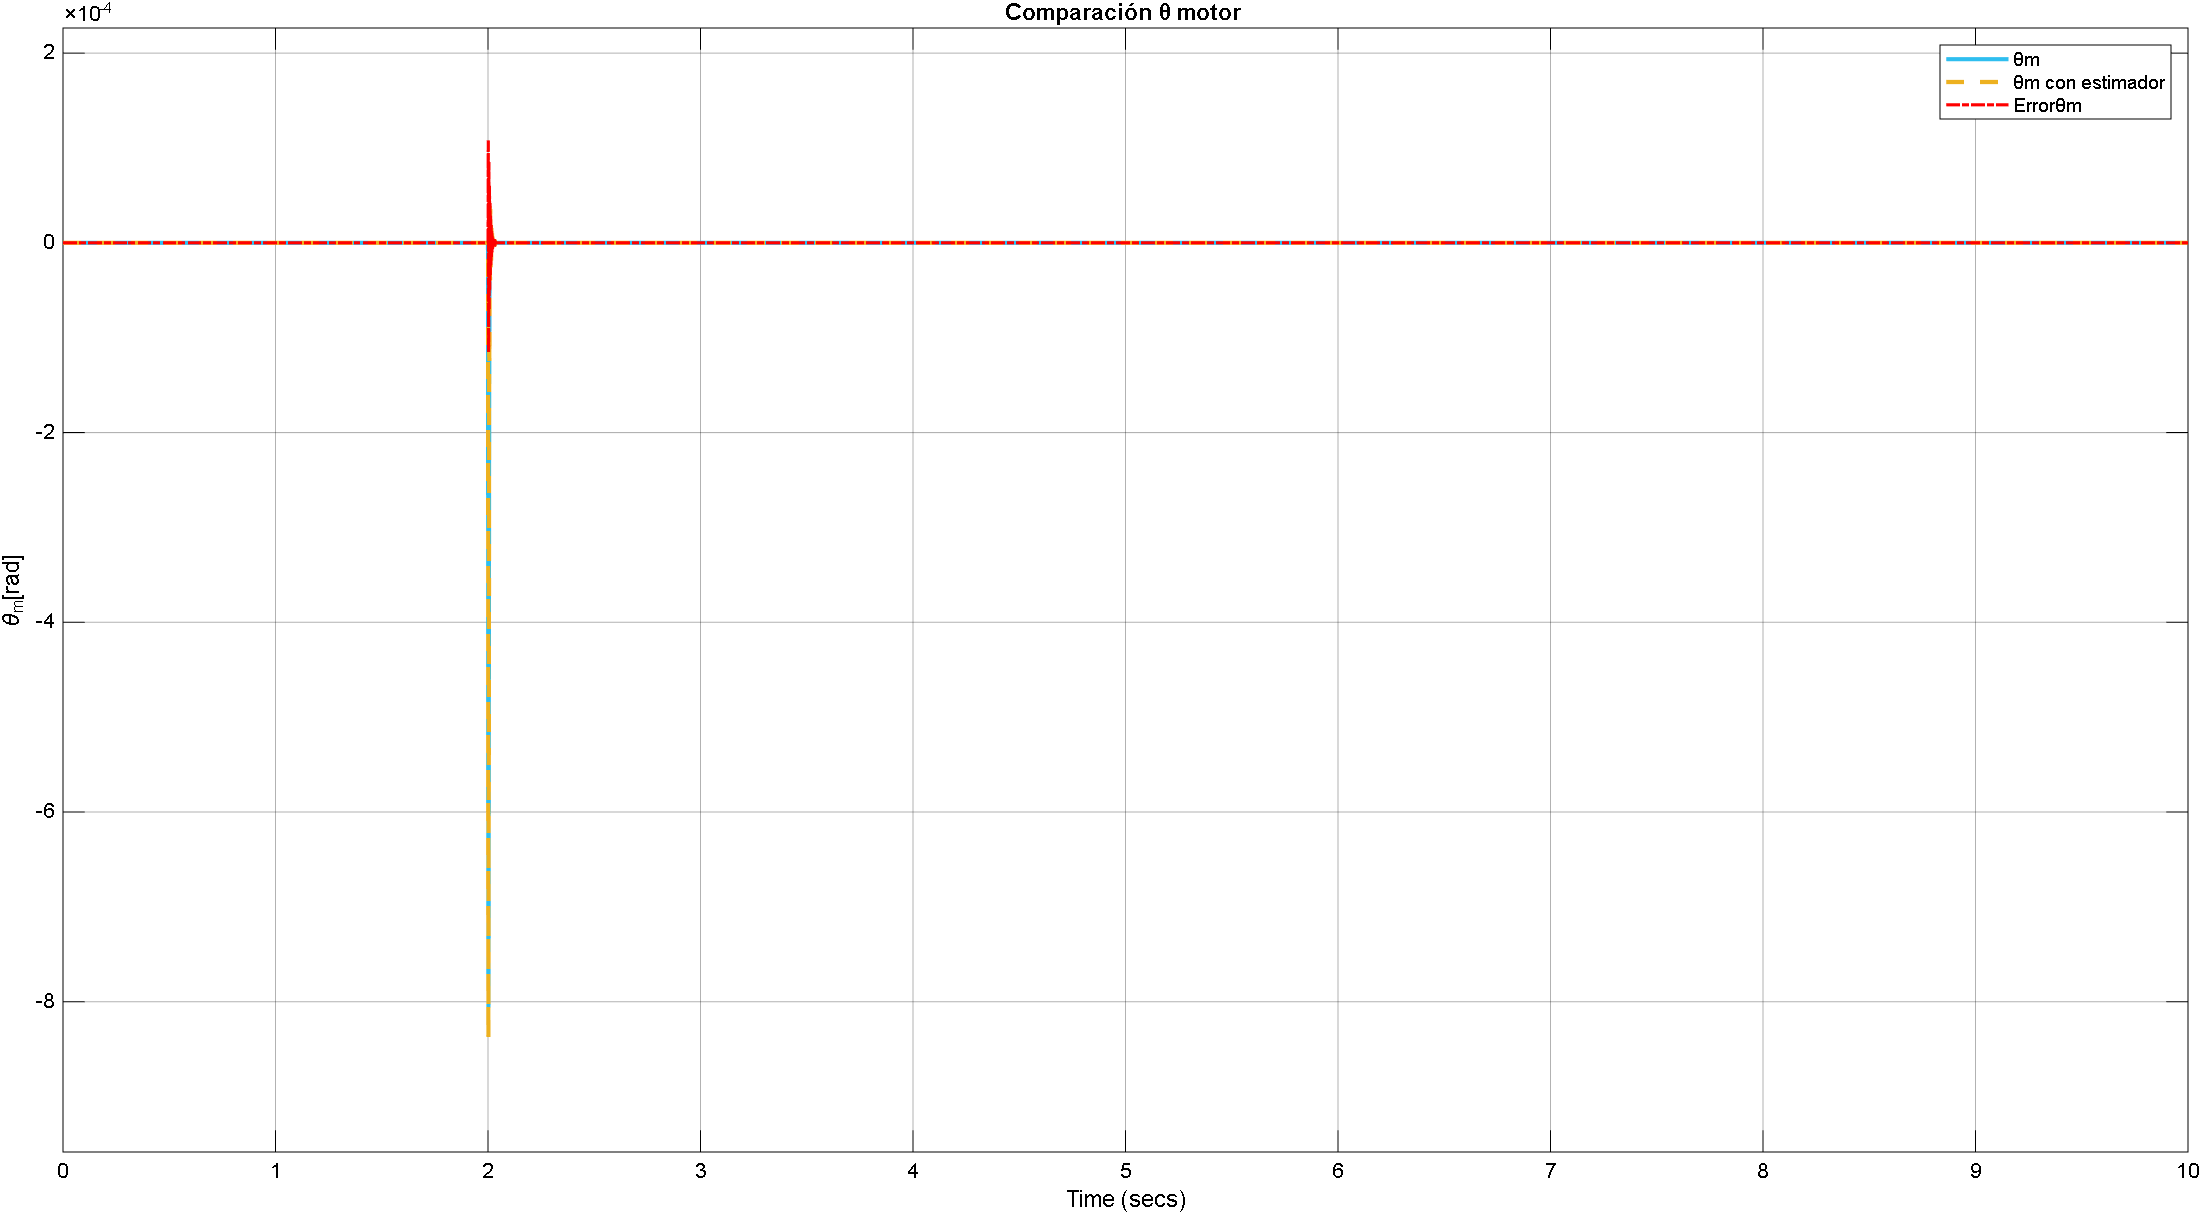 Comparación θ motor
×10-4
2
0
-2
-4
-6
-8
θm[rad]
θm
θm con estimador
Errorθm
0 1 2 3 4 5 6 7 8 9 10
Time (secs)